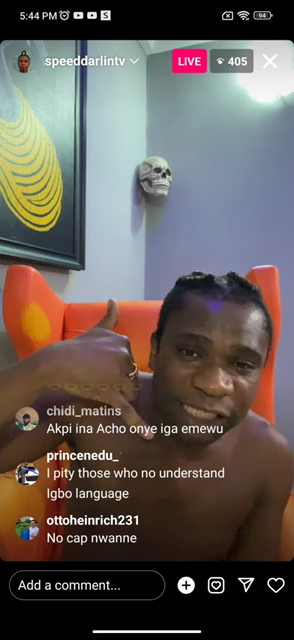 5:44 PM
S
94
speeddarlintv
LIVE
405
chidi_matins
Akpi ina Acho onye iga emewu
princenedu_
I pity those who no understand
Igbo language
ottoheinrich231
No cap nwanne
Add a comment...